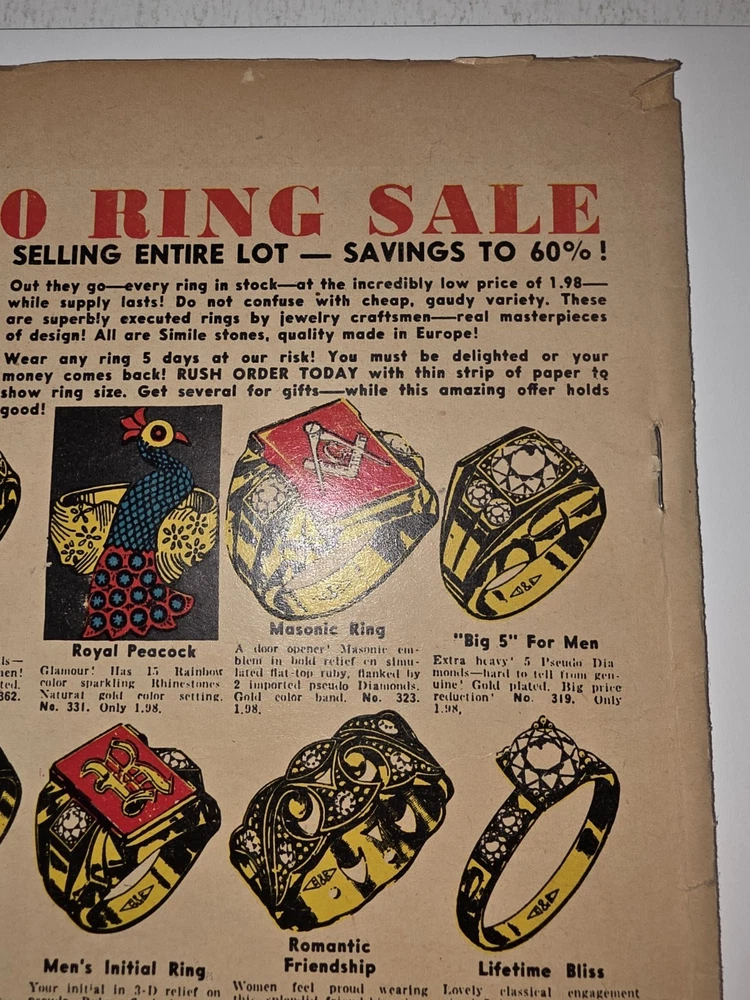 O RING SALE
SELLING ENTIRE LOT — SAVINGS TO 60%!
Out they go—every ring in stock—at the incredibly low price of 1.98—
while supply lasts! Do not confuse with cheap, gaudy variety. These
are superbly executed rings by jewelry craftsmen—real masterpieces
of design! All are Simile stones, quality made in Europe!
Wear any ring 5 days at our risk! You must be delighted or your
money comes back! RUSH ORDER TODAY with thin strip of paper to
show ring size. Get several for gifts—while this amazing offer holds
good!
Royal Peacock
Glamour! Has 15 Rainbow
color sparkling Rhinestones
Natural gold color setting.
No. 331. Only 1.98.
Masonic Ring
A door opener! Masonic em-
blem in bold relief on simu-
lated flat-top ruby, flanked by
2 imported pseudo Diamonds.
Gold color band. No. 323.
1.98.
"Big 5" For Men
Extra heavy! 5 Pseudo Dia
monds—hard to tell from gen-
uine! Gold plated. Big price
reduction! No. 319. Only
1.98.
ls—
nen!
ted.
362.
Men's Initial Ring
Your initial in 3-D relief on
Romantic
Friendship
Women feel proud wearing
Lifetime Bliss
Lovely classical engagement